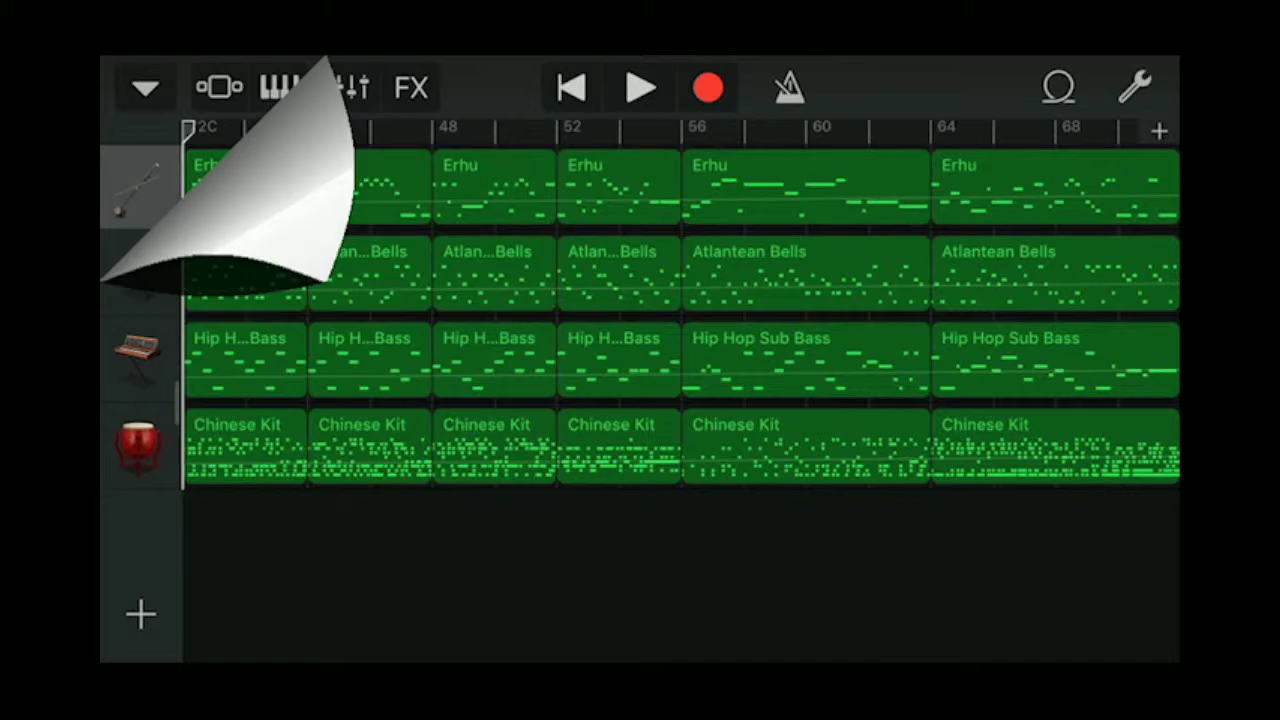 FX
2C 48 52 56 60 64 68
Erhu Erhu Erhu Erhu
Atlan...Bells Atlan...Bells Atlantean Bells Atlantean Bells
Hip H...Bass Hip H...Bass Hip H...Bass Hip H...Bass Hip Hop Sub Bass Hip Hop Sub Bass
Chinese Kit Chinese Kit Chinese Kit Chinese Kit Chinese Kit Chinese Kit